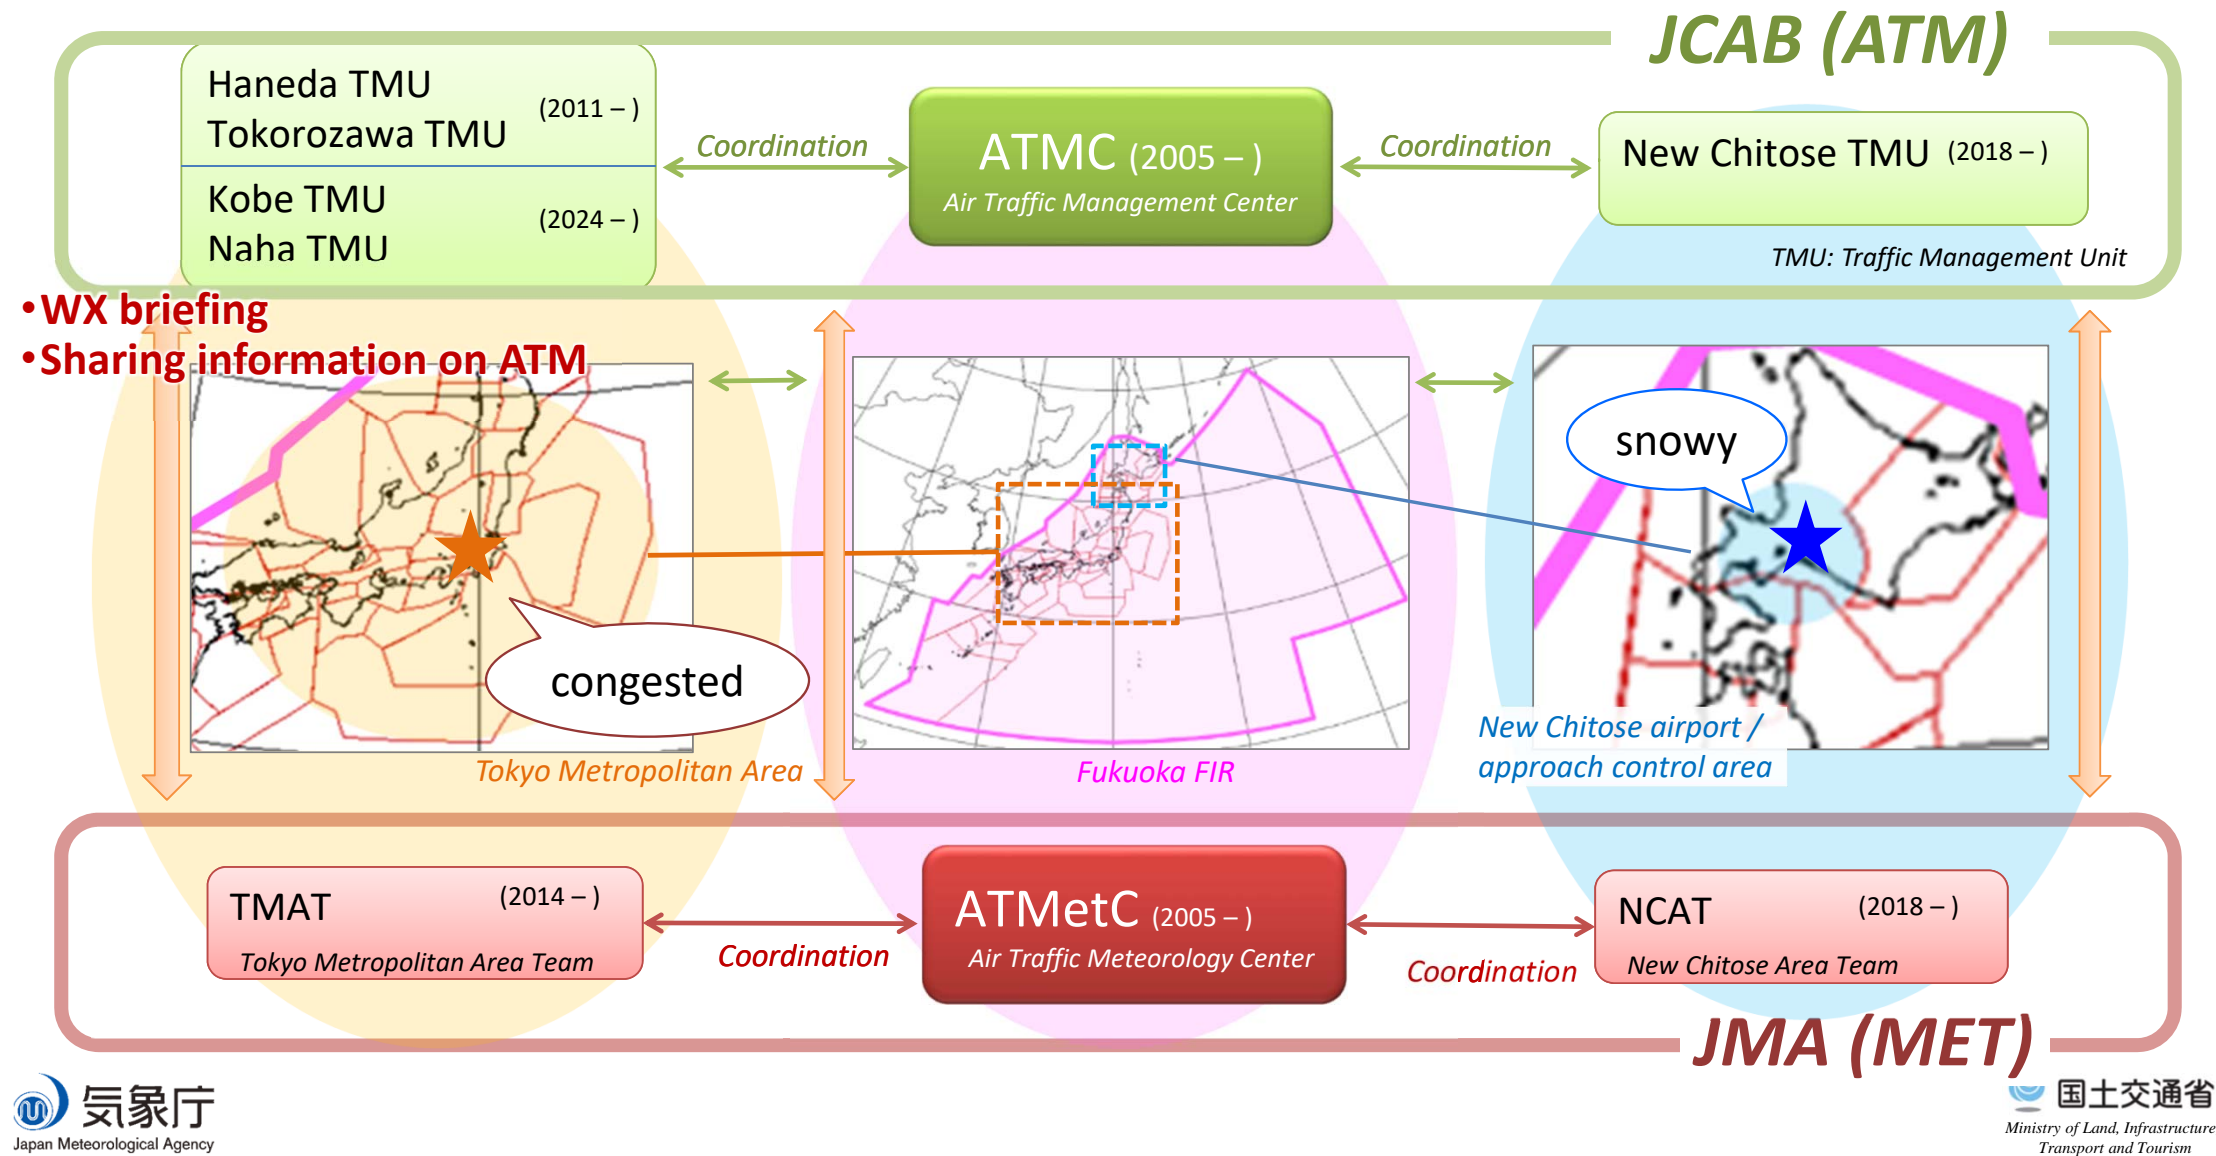 JCAB (ATM)
Haneda TMU
Tokorozawa TMU
(2011 – )
Kobe TMU
Naha TMU
(2024 – )
Coordination
ATMC (2005 – )
Air Traffic Management Center
Coordination
New Chitose TMU (2018 – )
TMU: Traffic Management Unit
•WX briefing
•Sharing information on ATM
congested
snowy
Tokyo Metropolitan Area
Fukuoka FIR
New Chitose airport /
approach control area
TMAT (2014 – )
Tokyo Metropolitan Area Team
Coordination
ATMetC (2005 – )
Air Traffic Meteorology Center
Coordination
NCAT (2018 – )
New Chitose Area Team
JMA (MET)
気象庁
Japan Meteorological Agency
国土交通省
Ministry of Land, Infrastructure
Transport and Tourism